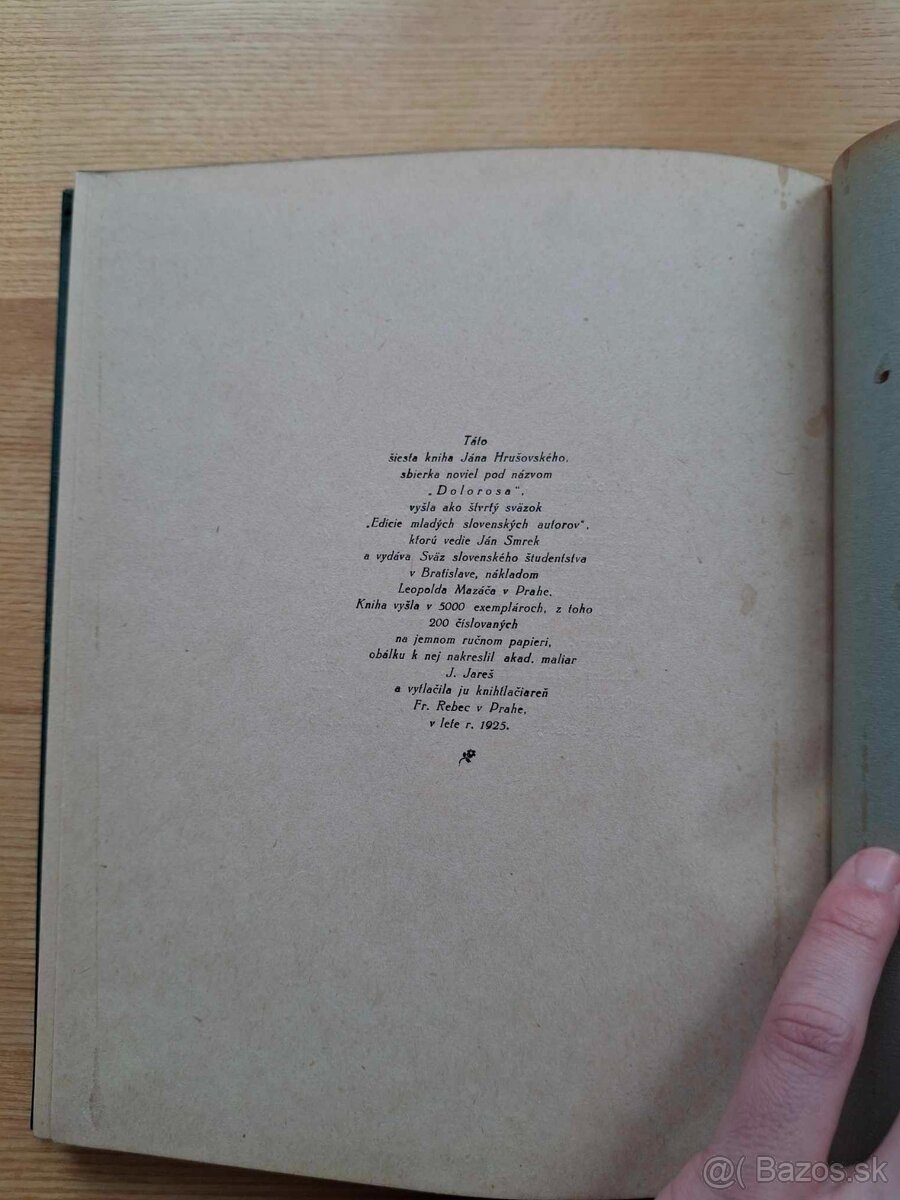 Táto
šiesta kniha Jána Hrušovského,
sbierka noviel pod názvom
„Dolorosa“,
vyšla ako štvrtý sväzok
„Edicie mladých slovenských autorov“,
ktorú vedie Ján Smrek
a vydáva Sväz slovenského študentstva
v Bratislave, nákladom
Leopolda Mazáča v Prahe.
Kniha vyšla v 5000 exemplároch, z toho
200 číslovaných
na jemnom ručnom papieri,
obálku k nej nakreslil akad. maliar
J. Jareš
a vytlačila ju knihtlačiareň
Fr. Rebec v Prahe,
v lete r. 1925.
@( Bazos.sk